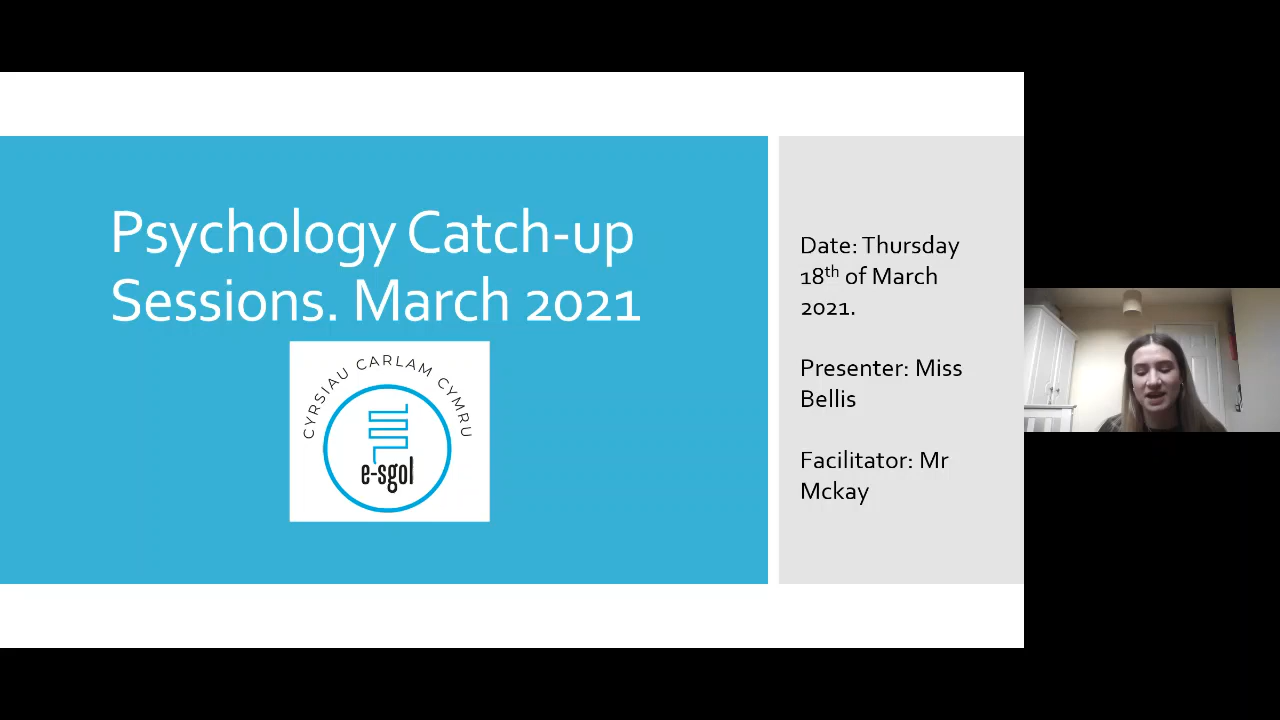 Psychology Catch-up
Sessions. March 2021
CYRSIAU CARLAM CYMRU
e-sgol
Date: Thursday
18th of March
2021.
Presenter: Miss
Bellis
Facilitator: Mr
Mckay